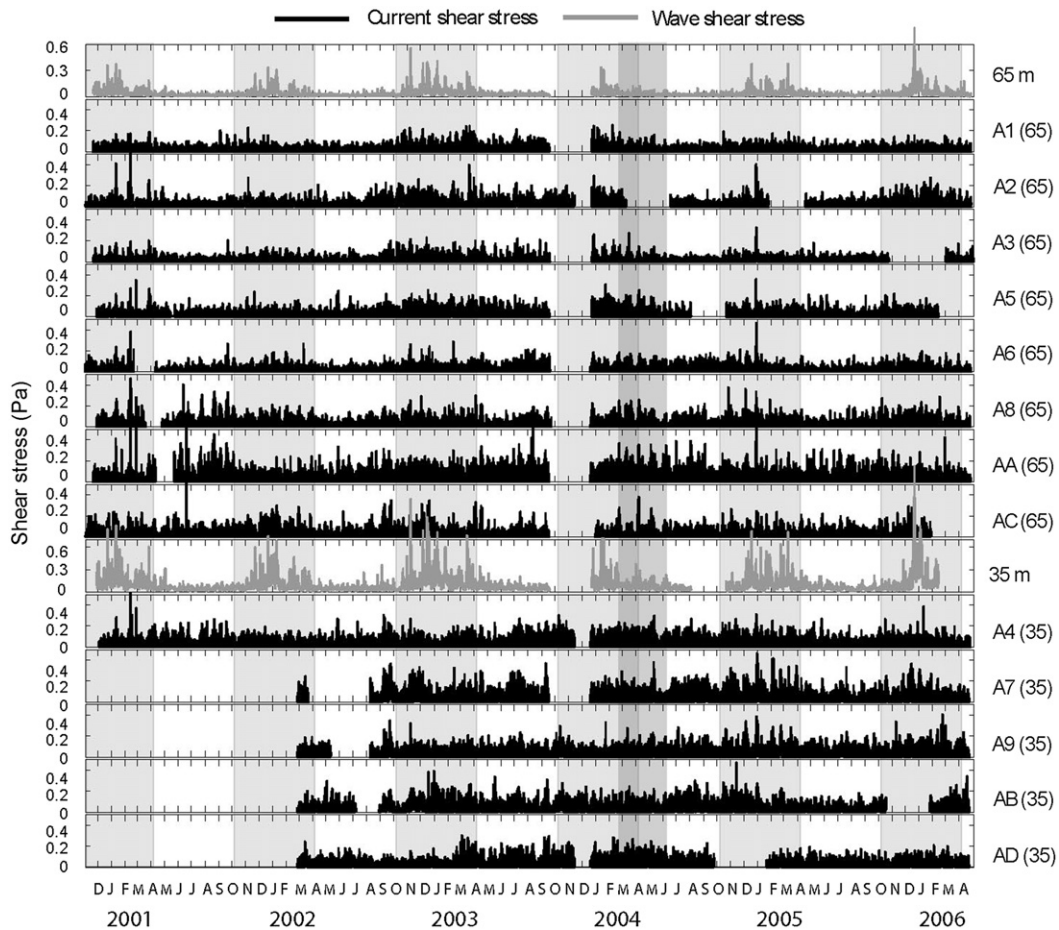 Current shear stress
Wave shear stress
Shear stress (Pa)
0.6
0.3
0
65 m
0.4
0.2
0
A1 (65)
0.4
0.2
0
A2 (65)
0.4
0.2
0
A3 (65)
0.4
0.2
0
A5 (65)
0.4
0.2
0
A6 (65)
0.4
0.2
0
A8 (65)
0.4
0.2
0
AA (65)
0.4
0.2
0
AC (65)
0.6
0.3
0
35 m
0.4
0.2
0
A4 (35)
0.4
0.2
0
A7 (35)
0.4
0.2
0
A9 (35)
0.4
0.2
0
AB (35)
0.4
0.2
0
AD (35)
D J F M A M J J A S O N D J F M A M J J A S O N D J F M A M J J A S O N D J F M A M J J A S O N D J F M A M J J A S O N D J F M A
2001 2002 2003 2004 2005 2006